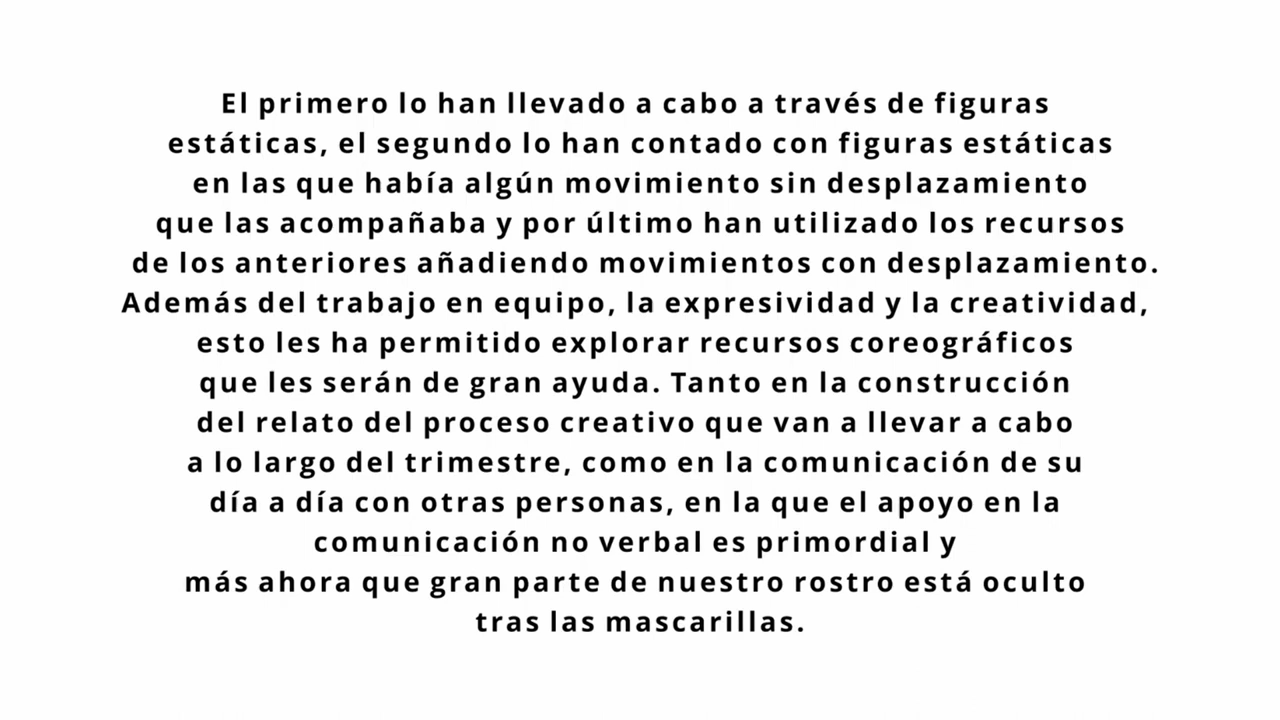 El primero lo han llevado a cabo a través de figuras
estáticas, el segundo lo han contado con figuras estáticas
en las que había algún movimiento sin desplazamiento
que las acompañaba y por último han utilizado los recursos
de los anteriores añadiendo movimientos con desplazamiento.
Además del trabajo en equipo, la expresividad y la creatividad,
esto les ha permitido explorar recursos coreográficos
que les serán de gran ayuda. Tanto en la construcción
del relato del proceso creativo que van a llevar a cabo
a lo largo del trimestre, como en la comunicación de su
día a día con otras personas, en la que el apoyo en la
comunicación no verbal es primordial y
más ahora que gran parte de nuestro rostro está oculto
tras las mascarillas.